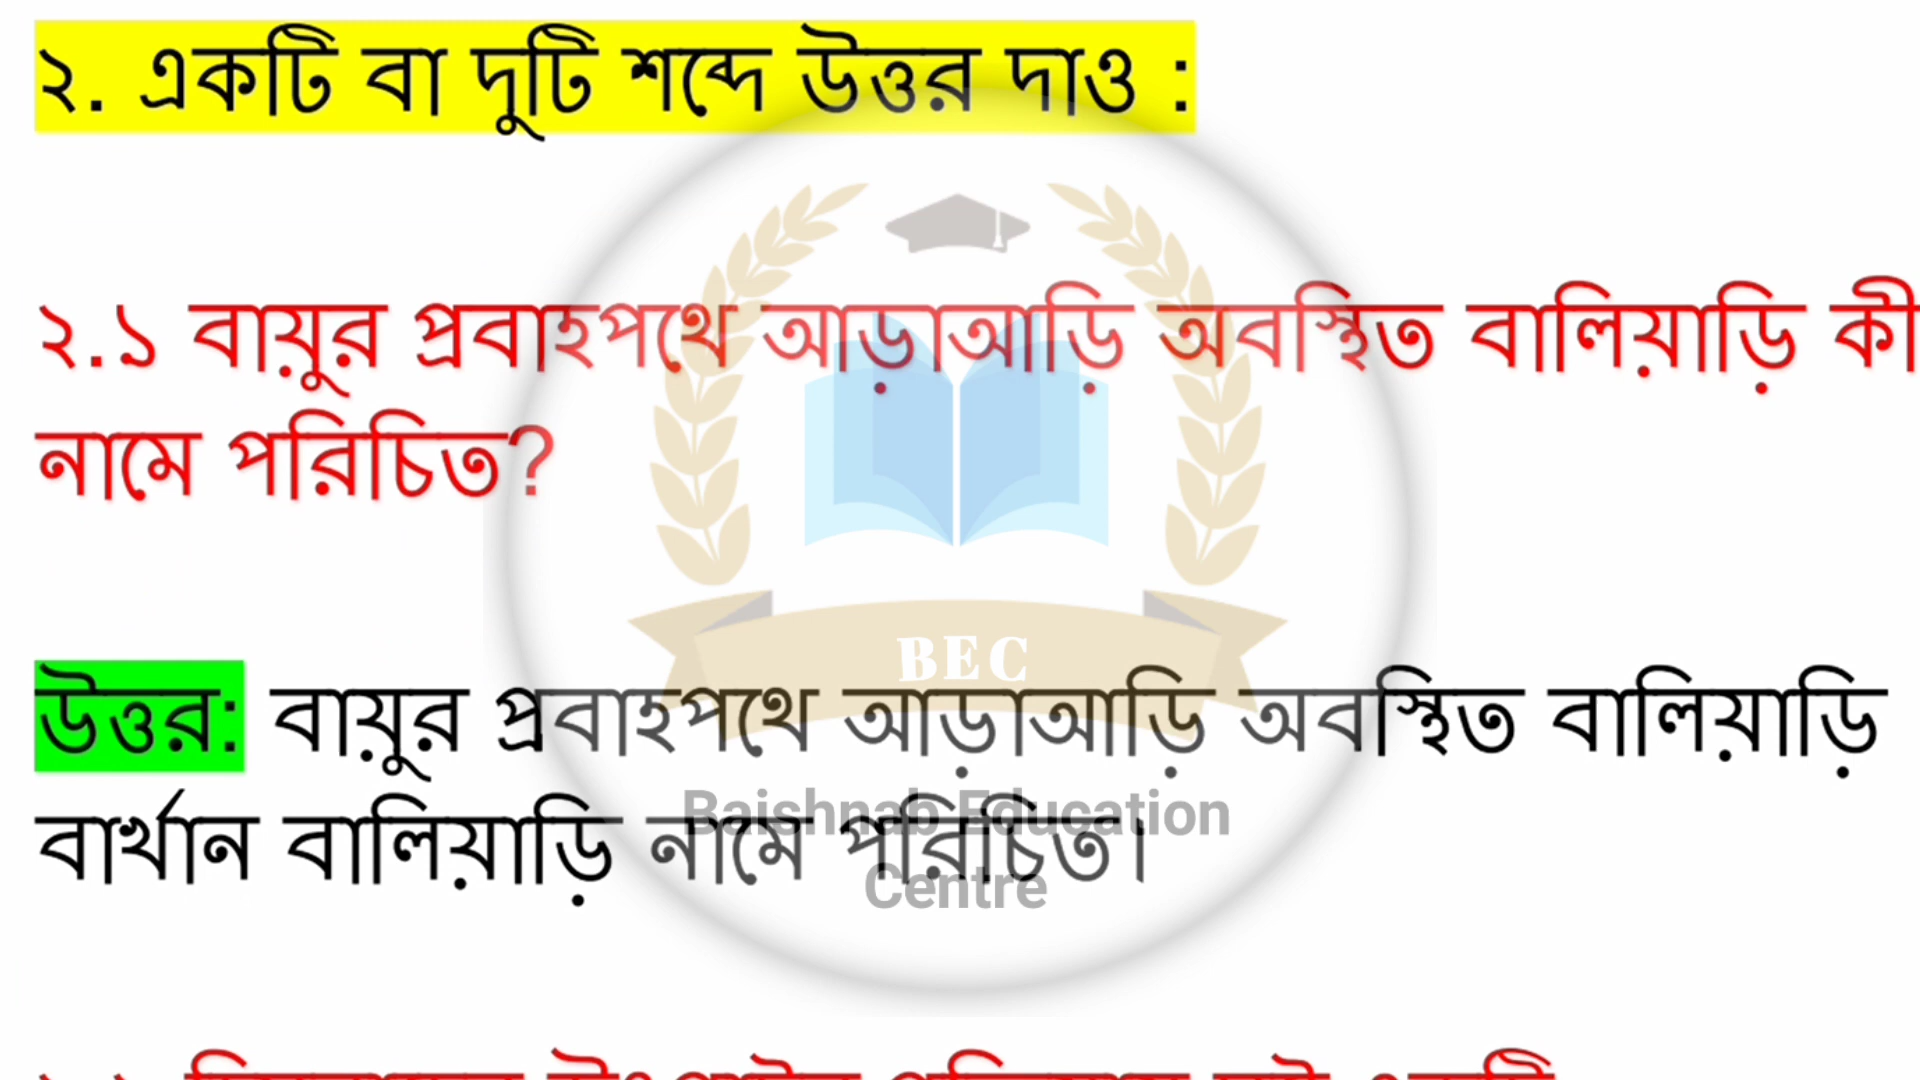 ২. একটি বা দুটি শব্দে উত্তর দাও :
২.১ বায়ুর প্রবাহপথে আড়াআড়ি অবস্থিত বালিয়াড়ি কী
নামে পরিচিত?
BEC
উত্তর: বায়ুর প্রবাহপথে আড়াআড়ি অবস্থিত বালিয়াড়ি
বার্খান বালিয়াড়ি নামে পরিচিত।
Baishnab Education
Centre